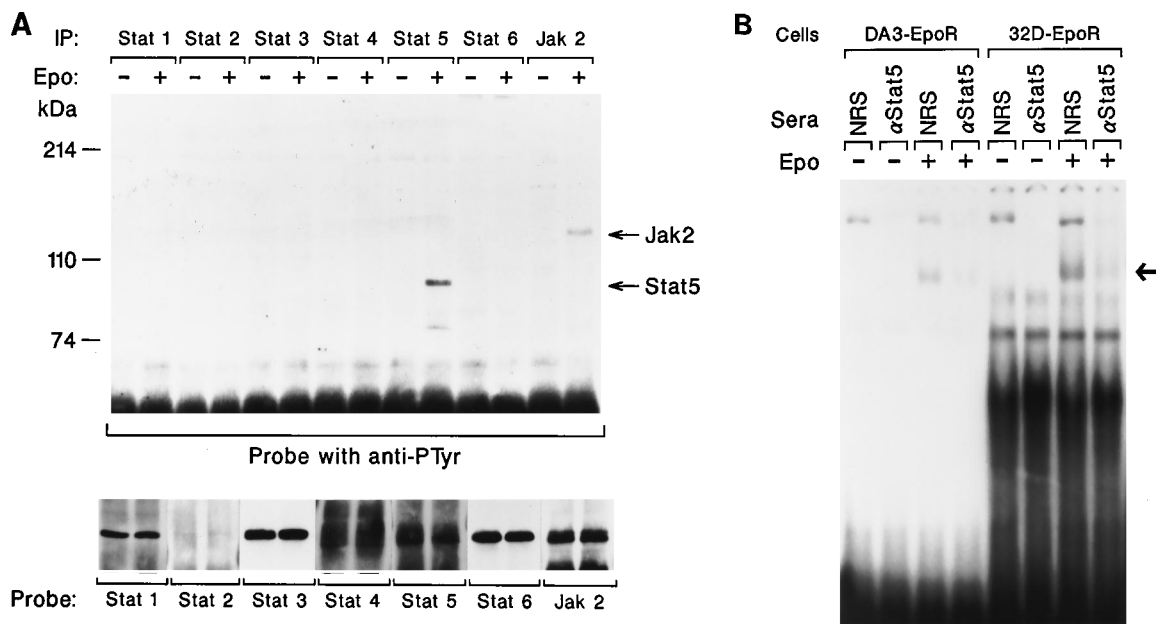 A
IP: Stat 1 Stat 2 Stat 3 Stat 4 Stat 5 Stat 6 Jak 2
Epo: - + - + - + - + - + - + - +
kDa
214
110
74
Jak2
Stat5
Probe with anti-PTyr
Probe: Stat 1 Stat 2 Stat 3 Stat 4 Stat 5 Stat 6 Jak 2
B
Cells DA3-EpoR 32D-EpoR
Sera NRS αStat5 NRS αStat5 NRS αStat5 NRS αStat5
Epo - - + + - - + +